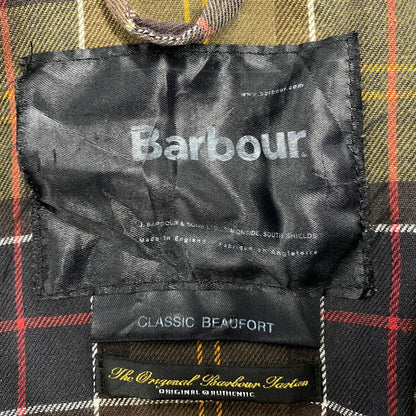 www.barbour.com
Barbour®
J. BARBOUR & SONS LTD., SIMONSIDE, SOUTH SHIELDS
Made in England / Fabriqué en Angleterre
CLASSIC BEAUFORT
The Original Barbour Tartan
ORIGINAL & AUTHENTIC